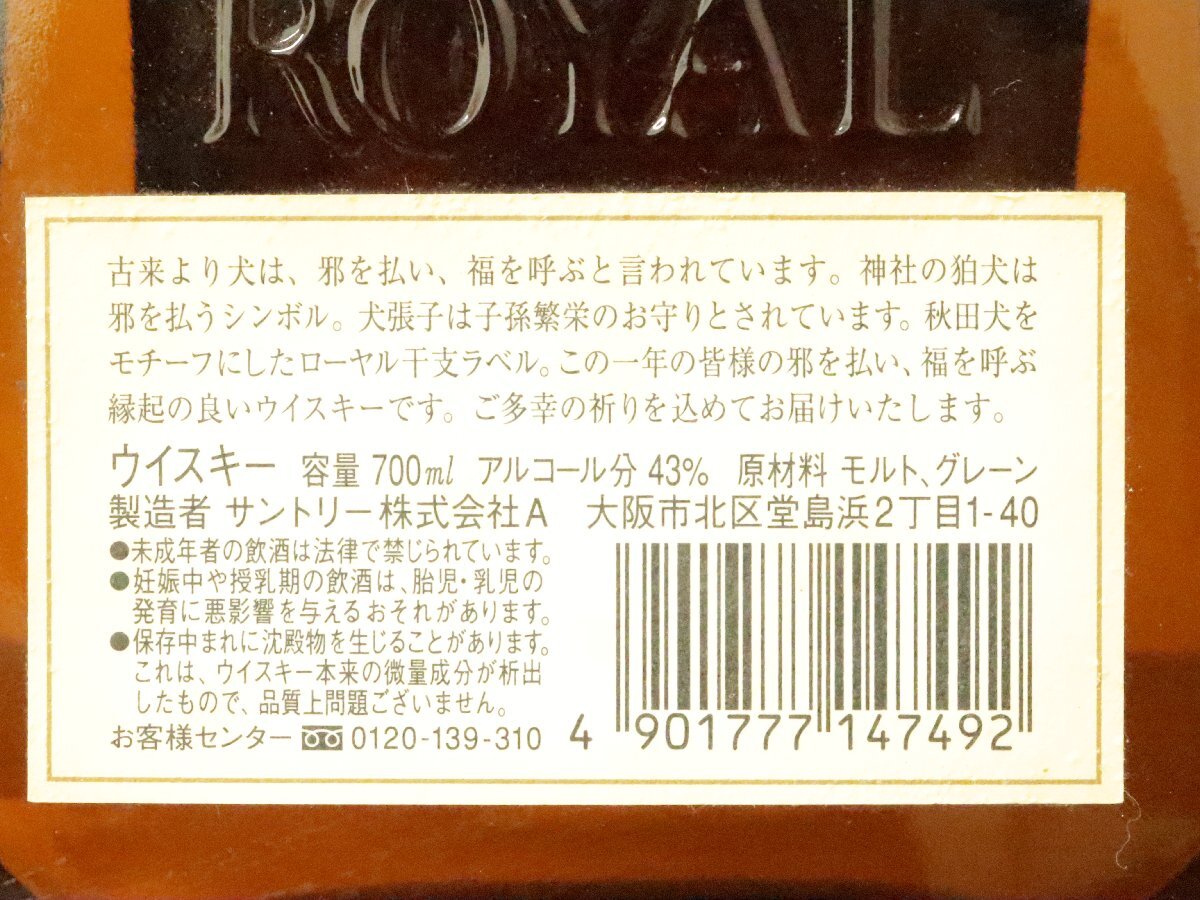 ROYAL
古来より犬は、邪を払い、福を呼ぶと言われています。神社の狛犬は
邪を払うシンボル。犬張子は子孫繁栄のお守りとされています。秋田犬を
モチーフにしたローヤル干支ラベル。この一年の皆様の邪を払い、福を呼ぶ
縁起の良いウイスキーです。ご多幸の祈りを込めてお届けいたします。
ウイスキー 容量 700ml アルコール分 43% 原材料 モルト、グレーン
製造者 サントリー株式会社A 大阪市北区堂島浜2丁目1-40
●未成年者の飲酒は法律で禁じられています。
●妊娠中や授乳期の飲酒は、胎児・乳児の
発育に悪影響を与えるおそれがあります。
●保存中まれに沈殿物を生じることがあります。
これは、ウイスキー本来の微量成分が析出
したもので、品質上問題ございません。
お客様センター 0120-139-310
4 901777 147492